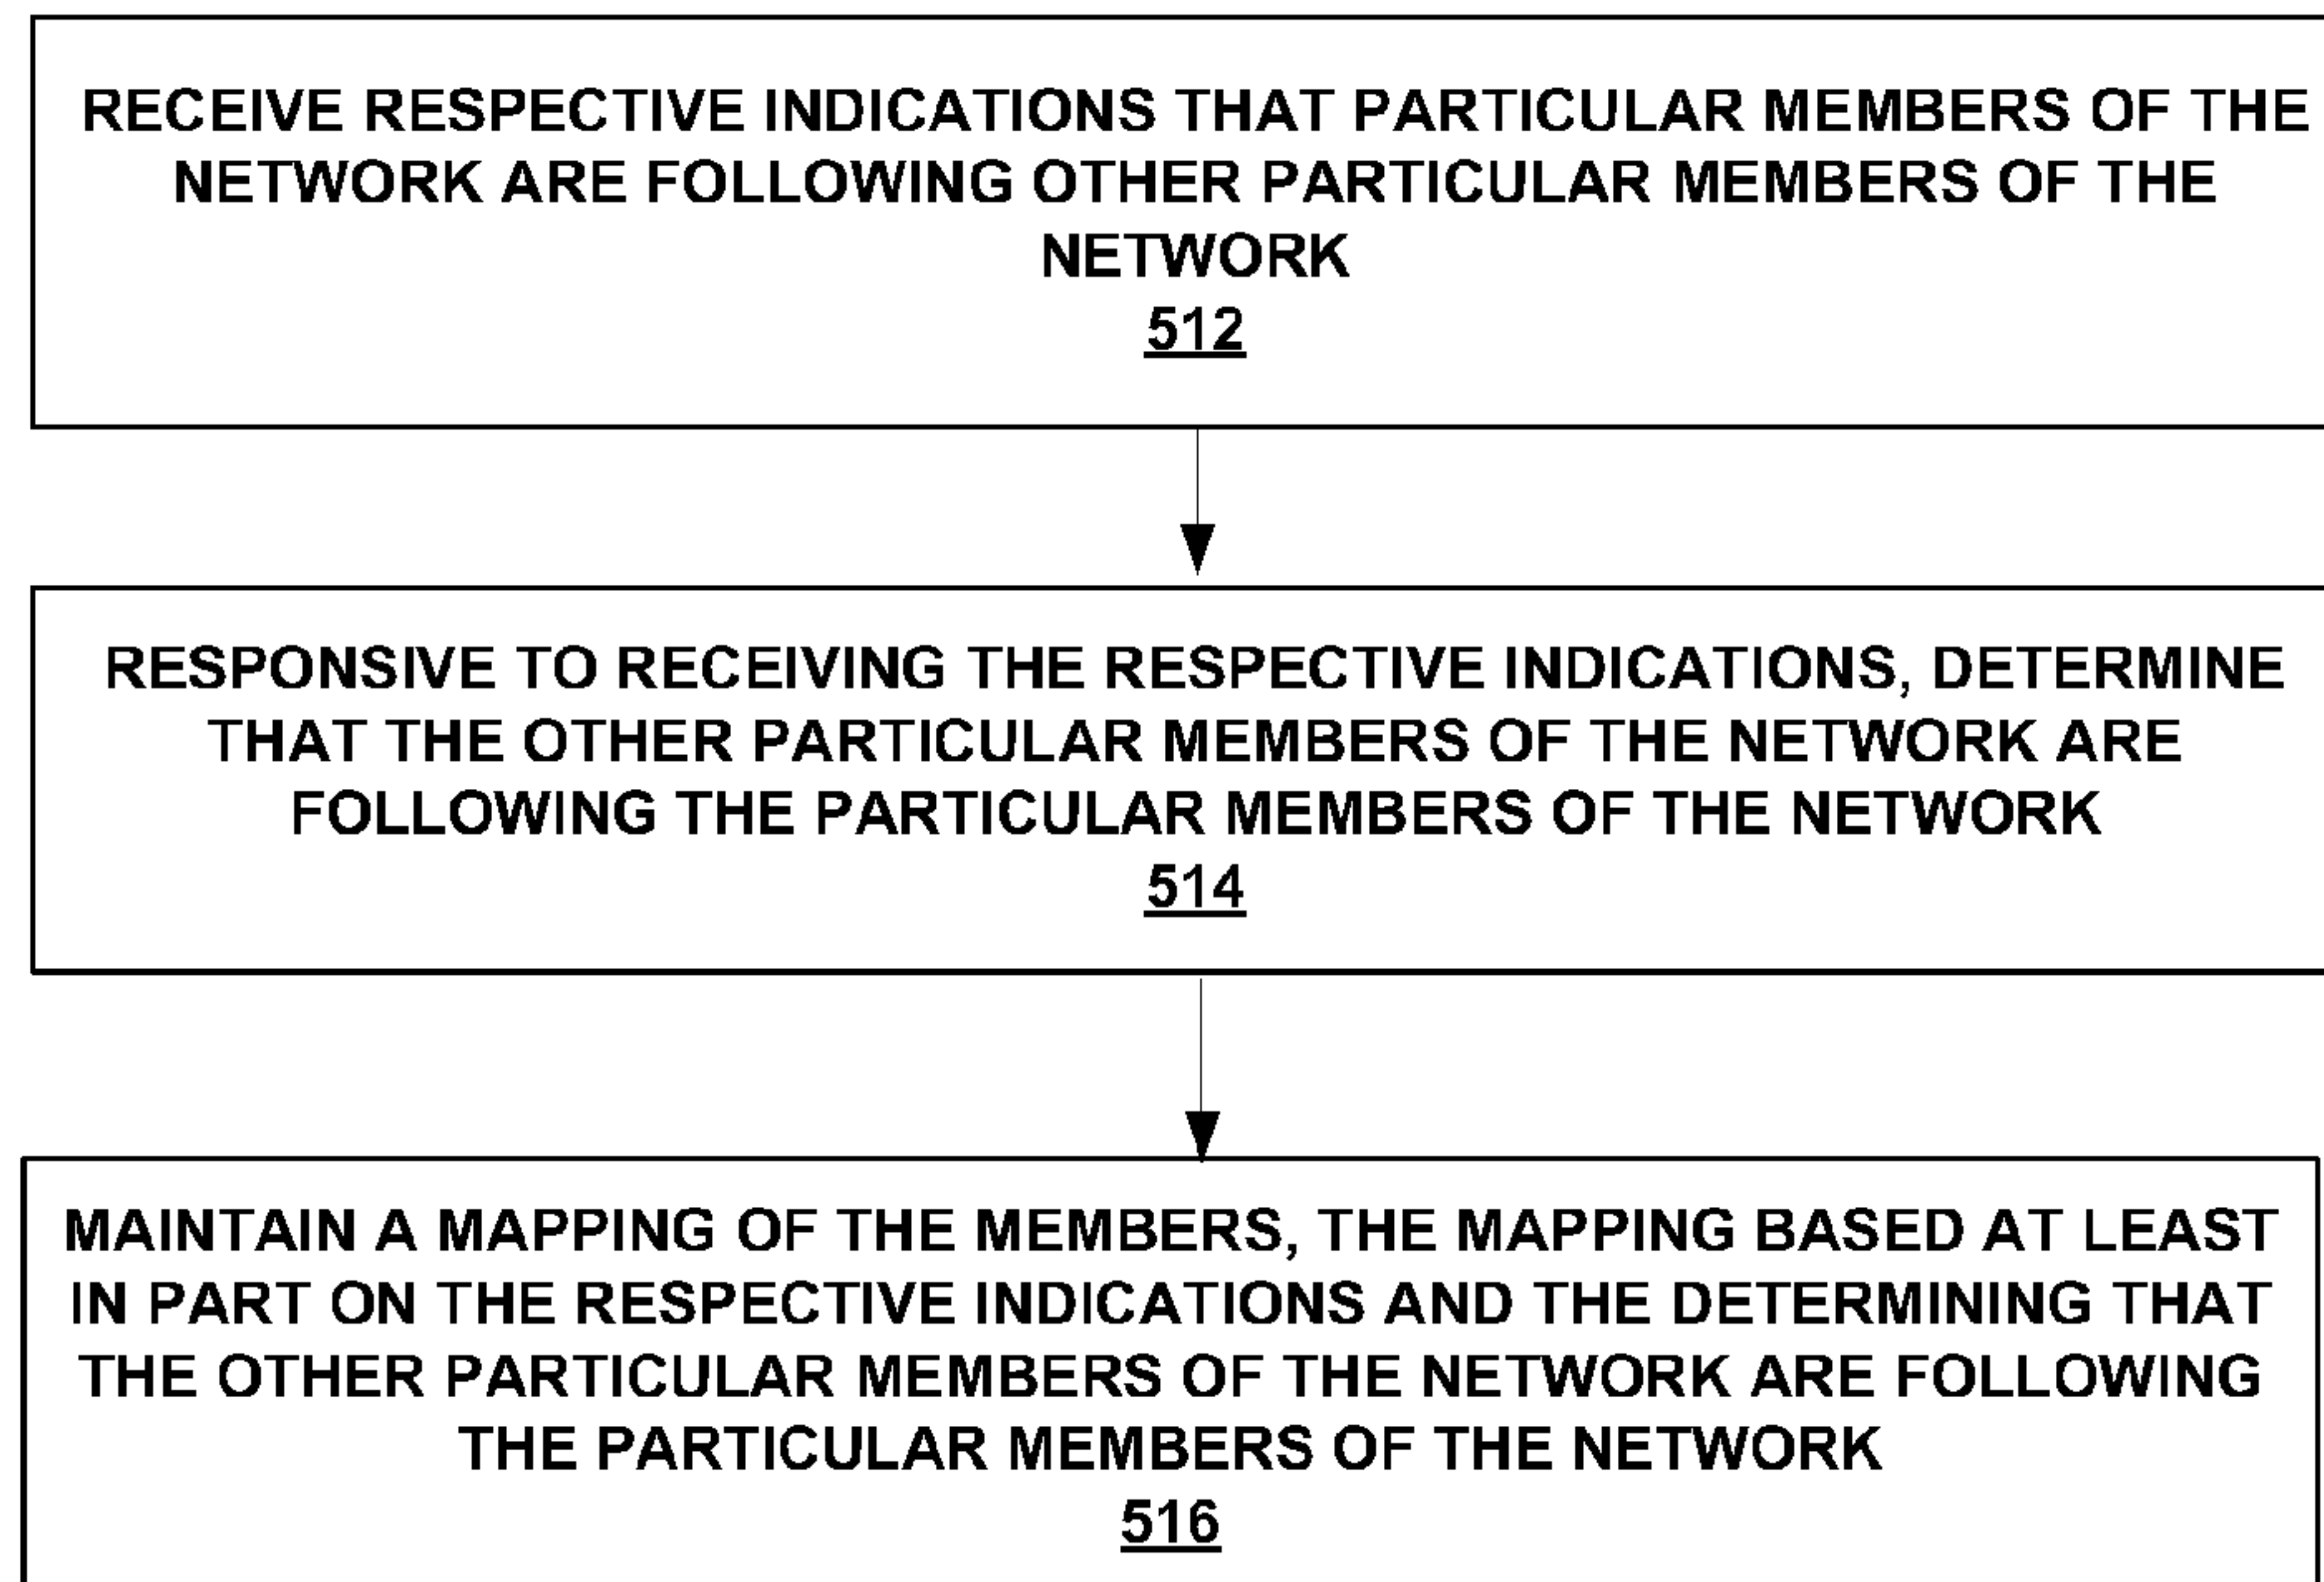 RECEIVE RESPECTIVE INDICATIONS THAT PARTICULAR MEMBERS OF THE
NETWORK ARE FOLLOWING OTHER PARTICULAR MEMBERS OF THE
NETWORK
512
RESPONSIVE TO RECEIVING THE RESPECTIVE INDICATIONS, DETERMINE
THAT THE OTHER PARTICULAR MEMBERS OF THE NETWORK ARE
FOLLOWING THE PARTICULAR MEMBERS OF THE NETWORK
514
MAINTAIN A MAPPING OF THE MEMBERS, THE MAPPING BASED AT LEAST
IN PART ON THE RESPECTIVE INDICATIONS AND THE DETERMINING THAT
THE OTHER PARTICULAR MEMBERS OF THE NETWORK ARE FOLLOWING
THE PARTICULAR MEMBERS OF THE NETWORK
516